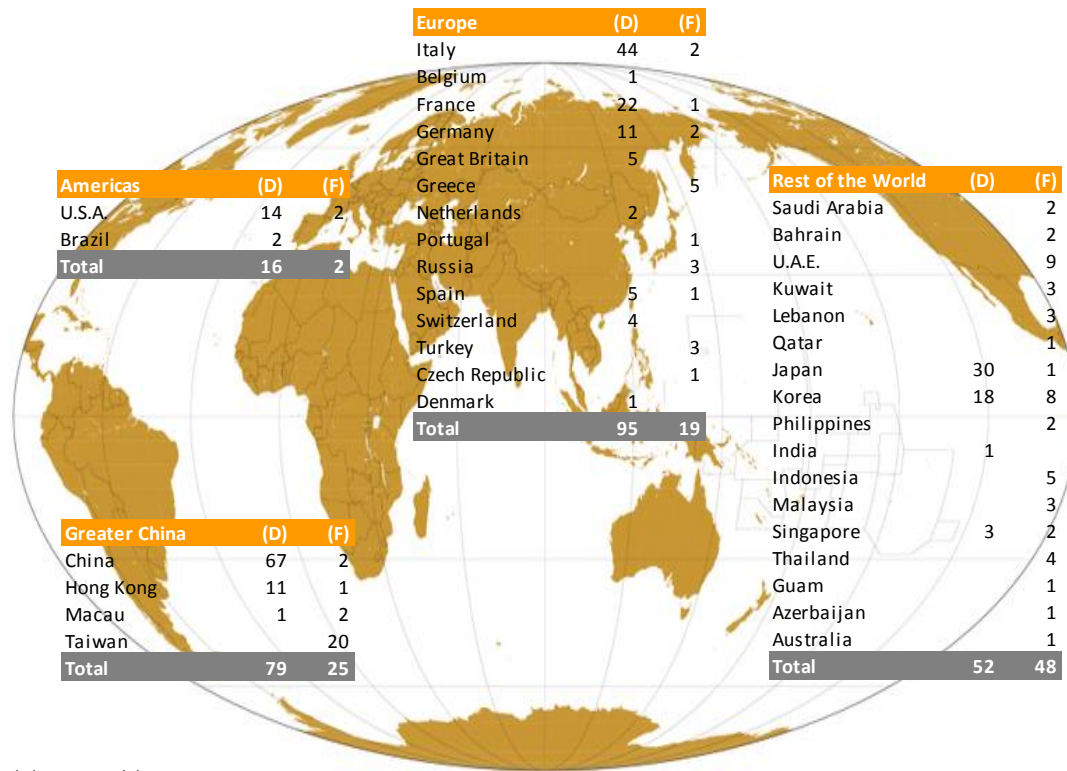 Europe (D) (F)
Italy 44 2
Belgium 1
France 22 1
Germany 11 2
Great Britain 5
Greece 5
Netherlands 2
Portugal 1
Russia 3
Spain 5 1
Switzerland 4
Turkey 3
Czech Republic 1
Denmark 1
Total 95 19
Americas (D) (F)
U.S.A. 14 2
Brazil 2
Total 16 2
Rest of the World (D) (F)
Saudi Arabia 2
Bahrain 2
U.A.E. 9
Kuwait 3
Lebanon 3
Qatar 1
Japan 30 1
Korea 18 8
Philippines 2
India 1
Indonesia 5
Malaysia 3
Singapore 3 2
Thailand 4
Guam 1
Azerbaijan 1
Australia 1
Total 52 48
Greater China (D) (F)
China 67 2
Hong Kong 11 1
Macau 1 2
Taiwan 20
Total 79 25